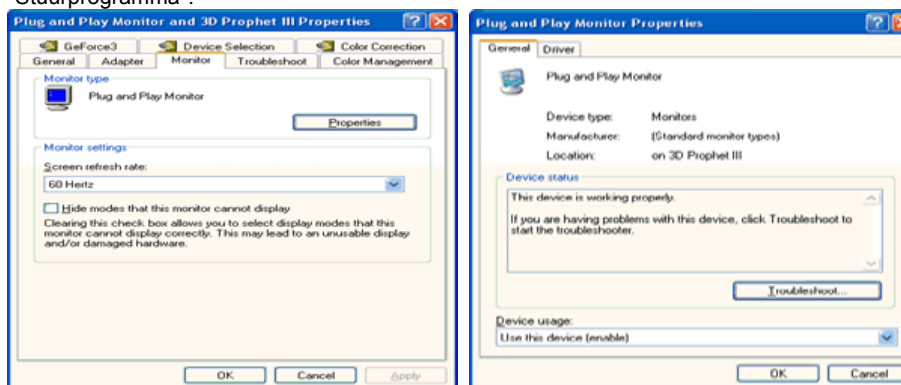 "Stuurprogramma".
Plug and Play Monitor and 3D Prophet III Properties
GeForce3 Device Selection Color Correction
General Adapter Monitor Troubleshoot Color Management
Monitor type
Plug and Play Monitor
Properties
Monitor settings
Screen refresh rate:
60 Hertz
Hide modes that this monitor cannot display
Clearing this check box allows you to select display modes that this
monitor cannot display correctly. This may lead to an unusable display
and/or damaged hardware.
OK Cancel Apply
Plug and Play Monitor Properties
General Driver
Plug and Play Monitor
Device type: Monitors
Manufacturer: (Standard monitor types)
Location: on 3D Prophet III
Device status
This device is working properly.
If you are having problems with this device, click Troubleshoot to
start the troubleshooter.
Troubleshoot...
Device usage:
Use this device (enable)
OK Cancel